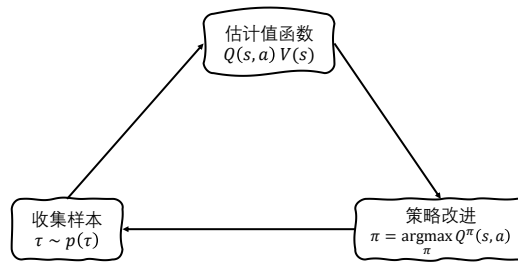 估计值函数
Q(s,a) V(s)
收集样本
τ ~ p(τ)
策略改进
π = argmax Q^π(s,a)
π